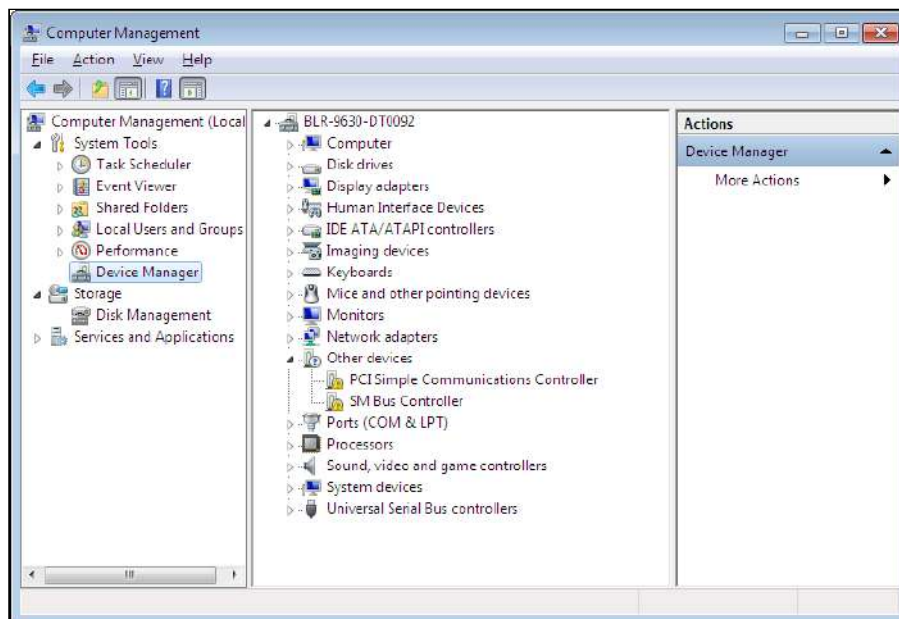 Computer Management
File Action View Help
Computer Management (Local
System Tools
Task Scheduler
Event Viewer
Shared Folders
Local Users and Groups
Performance
Device Manager
Storage
Disk Management
Services and Applications
BLR-9630-DT0092
Computer
Disk drives
Display adapters
Human Interface Devices
IDE ATA/ATAPI controllers
Imaging devices
Keyboards
Mice and other pointing devices
Monitors
Network adapters
Other devices
PCI Simple Communications Controller
SM Bus Controller
Ports (COM & LPT)
Processors
Sound, video and game controllers
System devices
Universal Serial Bus controllers
Actions
Device Manager
More Actions